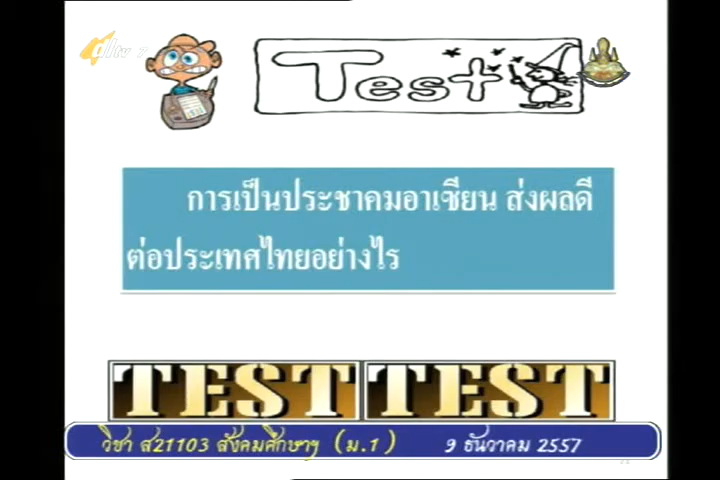 dltv 7
Test
การเป็นประชาคมอาเซียน ส่งผลดี
ต่อประเทศไทยอย่างไร
TEST TEST
วิชา ส21103 สังคมศึกษาฯ (ม.1) 9 ธันวาคม 2557